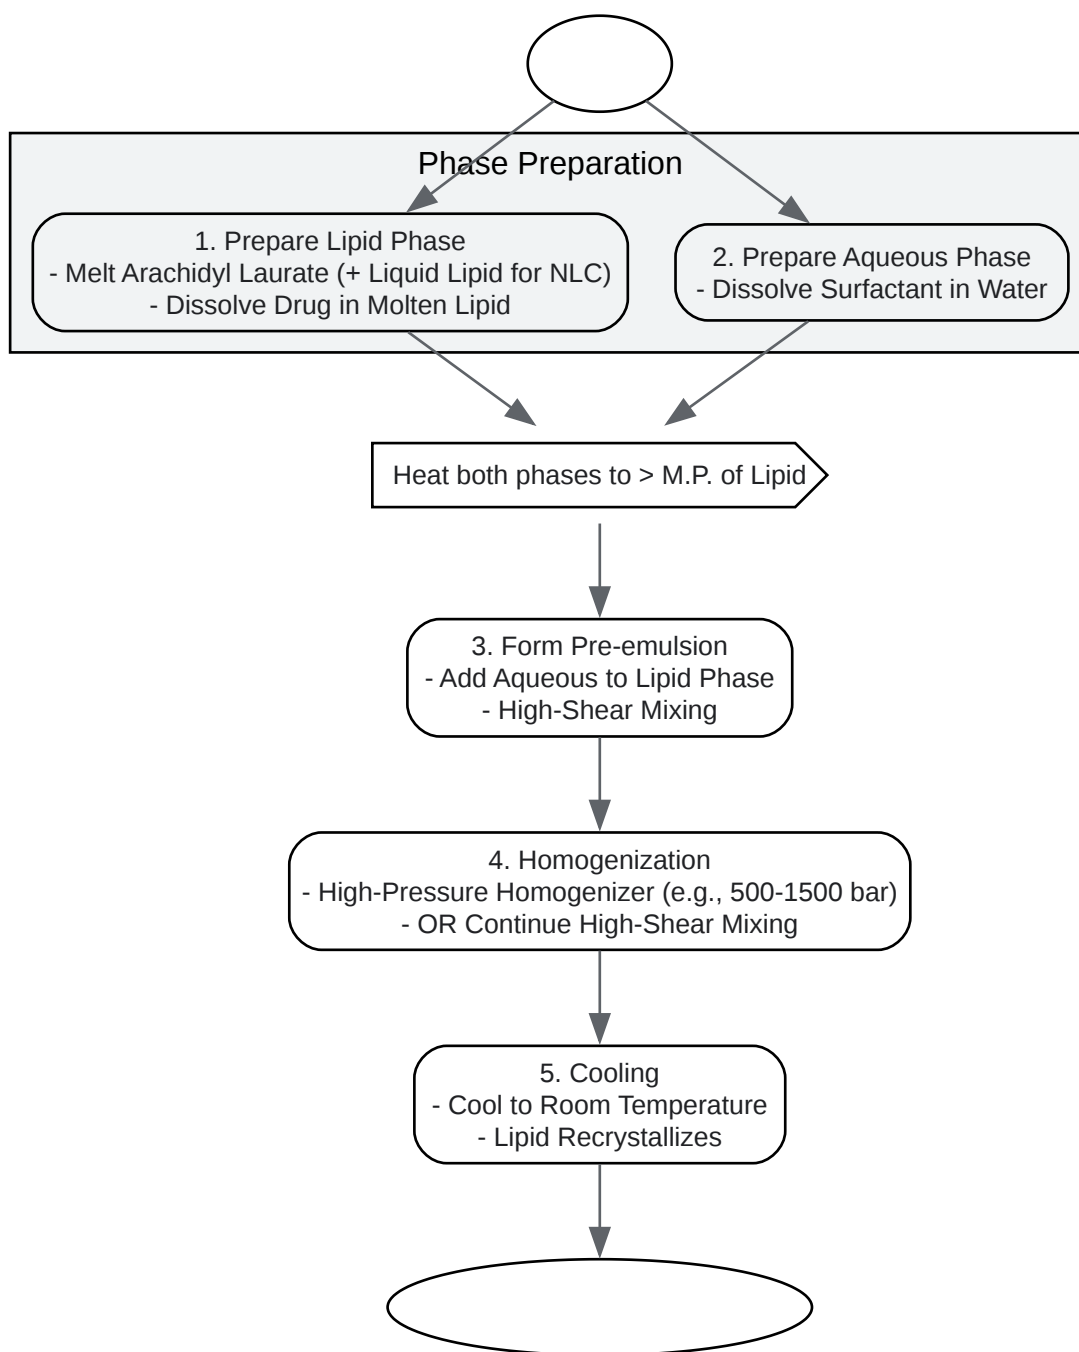 Phase Preparation
1. Prepare Lipid Phase
- Melt Arachidyl Laurate (+ Liquid Lipid for NLC)
- Dissolve Drug in Molten Lipid
2. Prepare Aqueous Phase
- Dissolve Surfactant in Water
Heat both phases to > M.P. of Lipid
3. Form Pre-emulsion
- Add Aqueous to Lipid Phase
- High-Shear Mixing
4. Homogenization
- High-Pressure Homogenizer (e.g., 500-1500 bar)
- OR Continue High-Shear Mixing
5. Cooling
- Cool to Room Temperature
- Lipid Recrystallizes